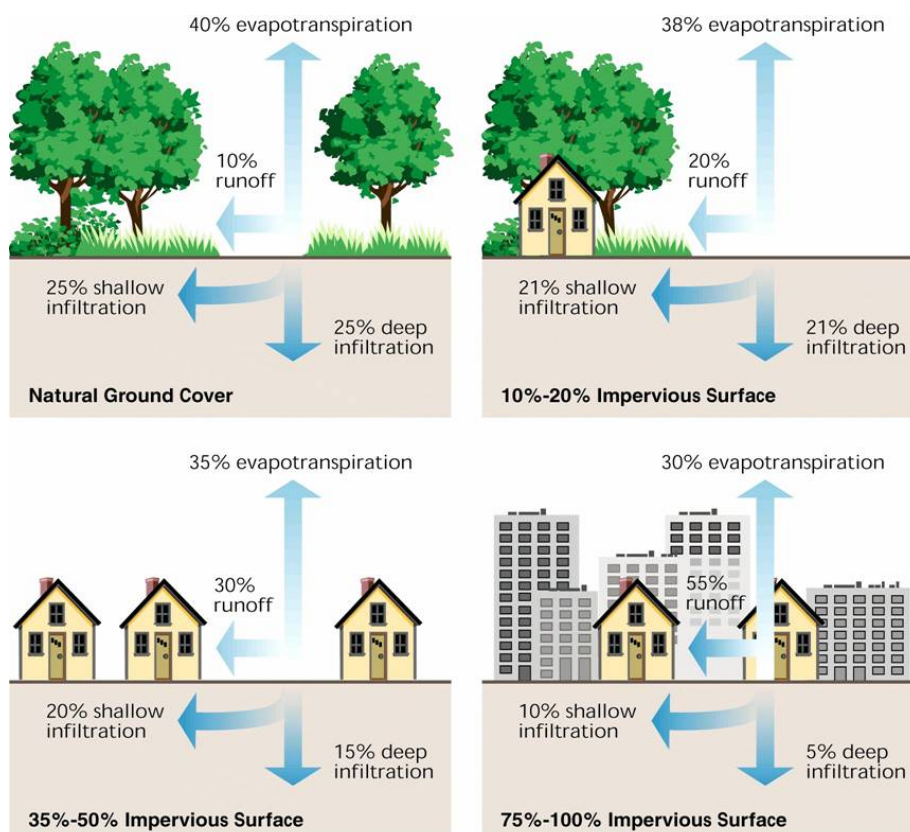 40% evapotranspiration
10%
runoff
25% shallow
infiltration
25% deep
infiltration
Natural Ground Cover
38% evapotranspiration
20%
runoff
21% shallow
infiltration
21% deep
infiltration
10%-20% Impervious Surface
35% evapotranspiration
30%
runoff
20% shallow
infiltration
15% deep
infiltration
35%-50% Impervious Surface
30% evapotranspiration
55%
runoff
10% shallow
infiltration
5% deep
infiltration
75%-100% Impervious Surface